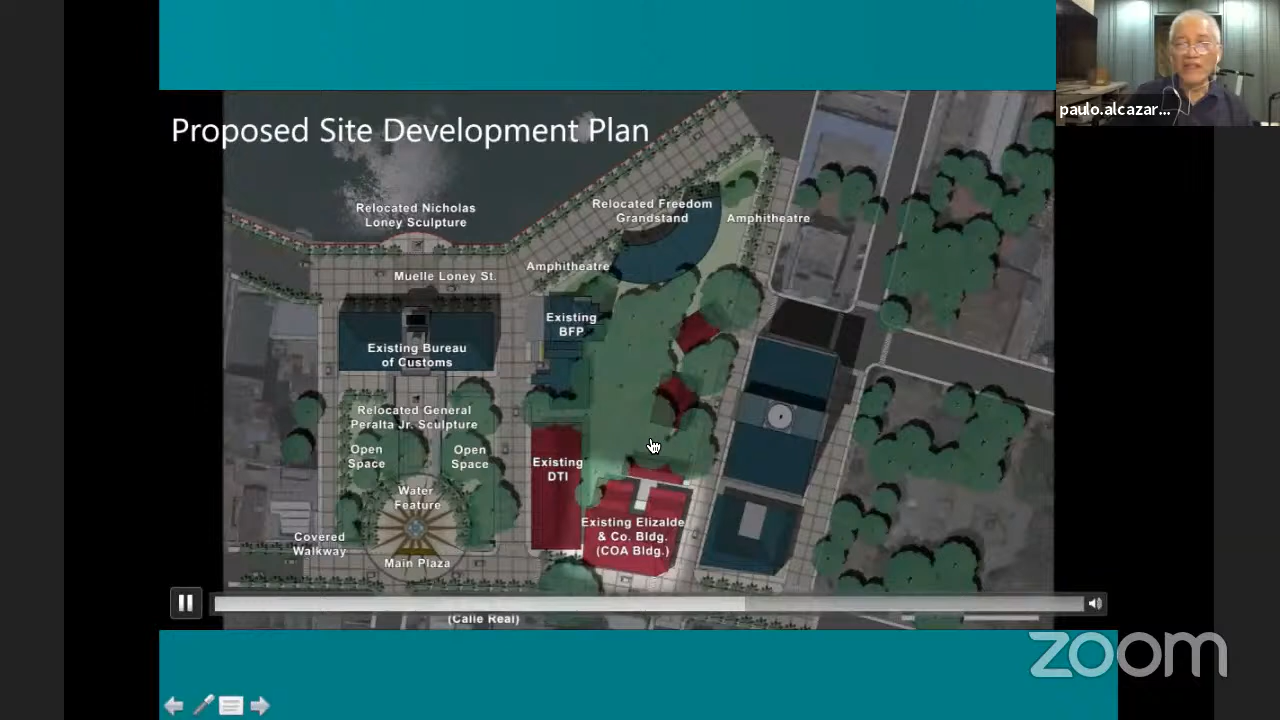 paulo.alcazar...
Proposed Site Development Plan
Relocated Nicholas
Loney Sculpture
Relocated Freedom
Grandstand
Amphitheatre
Amphitheatre
Muelle Loney St.
Existing
BFP
Existing Bureau
of Customs
Relocated General
Peralta Jr. Sculpture
Open
Space
Open
Space
Existing
DTI
Water
Feature
Existing Elizalde
& Co. Bldg.
(COA Bldg.)
Covered
Walkway
Main Plaza
(Calle Real)
zoom